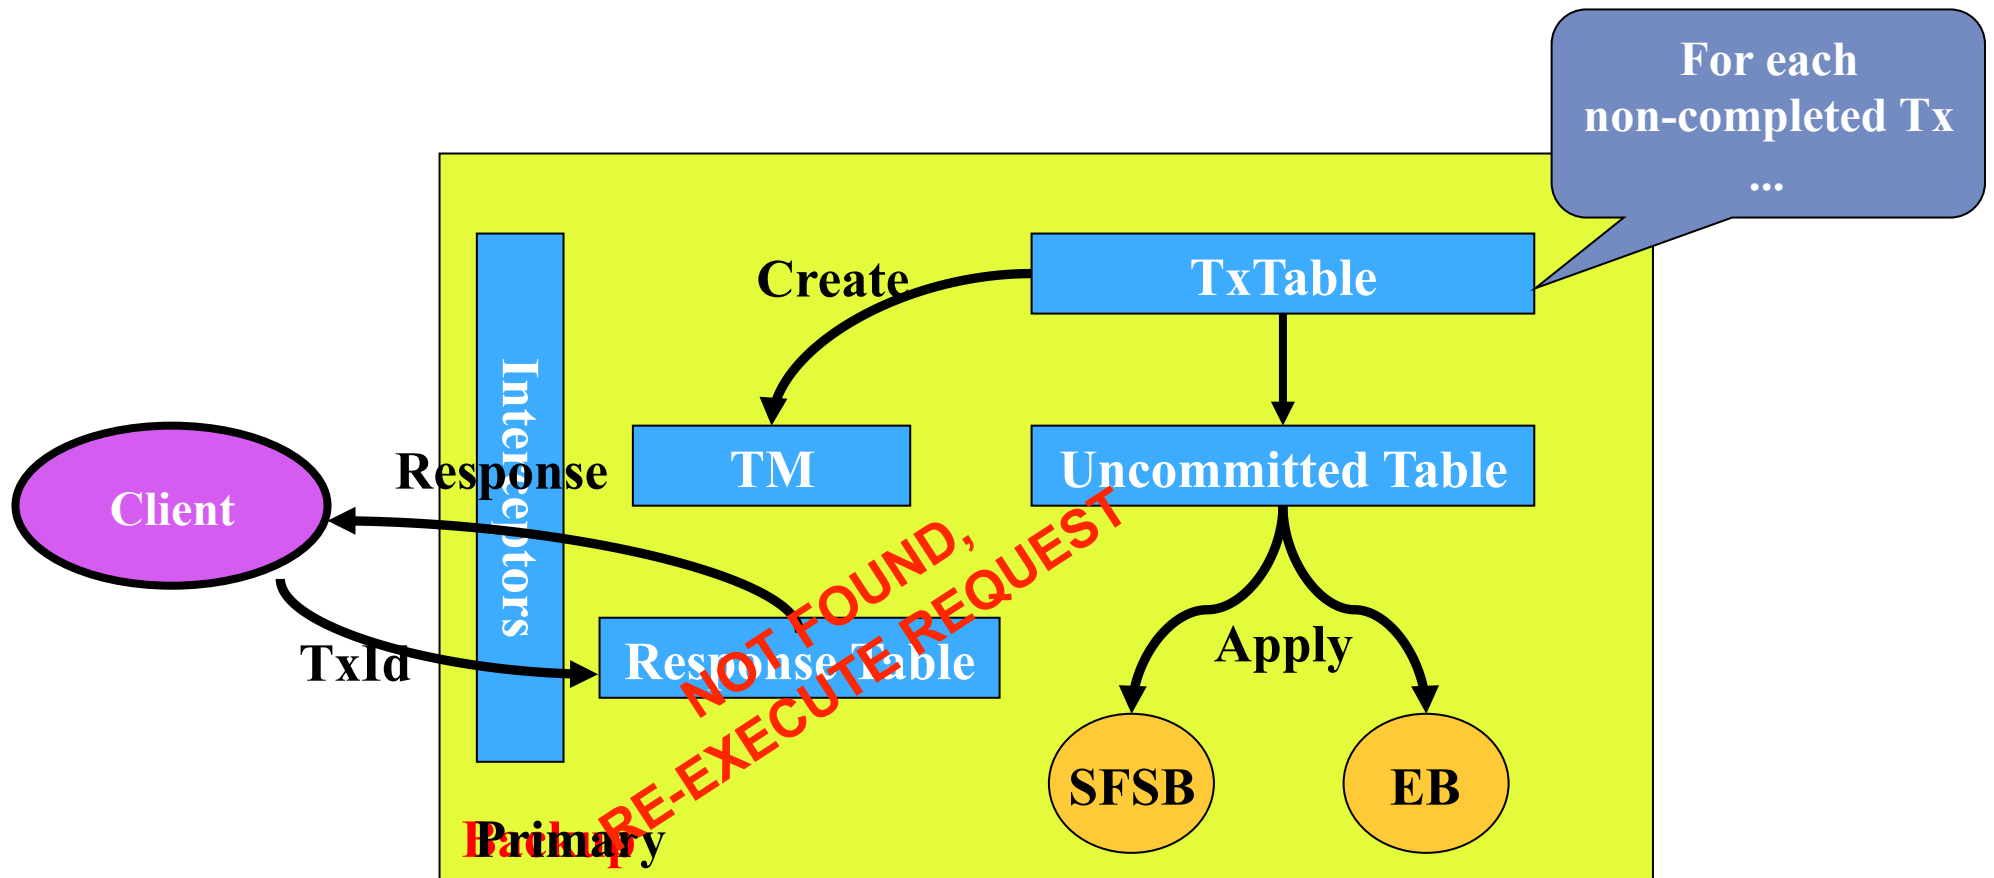 For each
non-completed Tx
...
TxTable
Create
Interceptors
TM
Uncommitted Table
Response
Client
NOT FOUND,
RE-EXECUTE REQUEST
Response Table
TxId
Apply
SFSB
EB
Backup
Primary